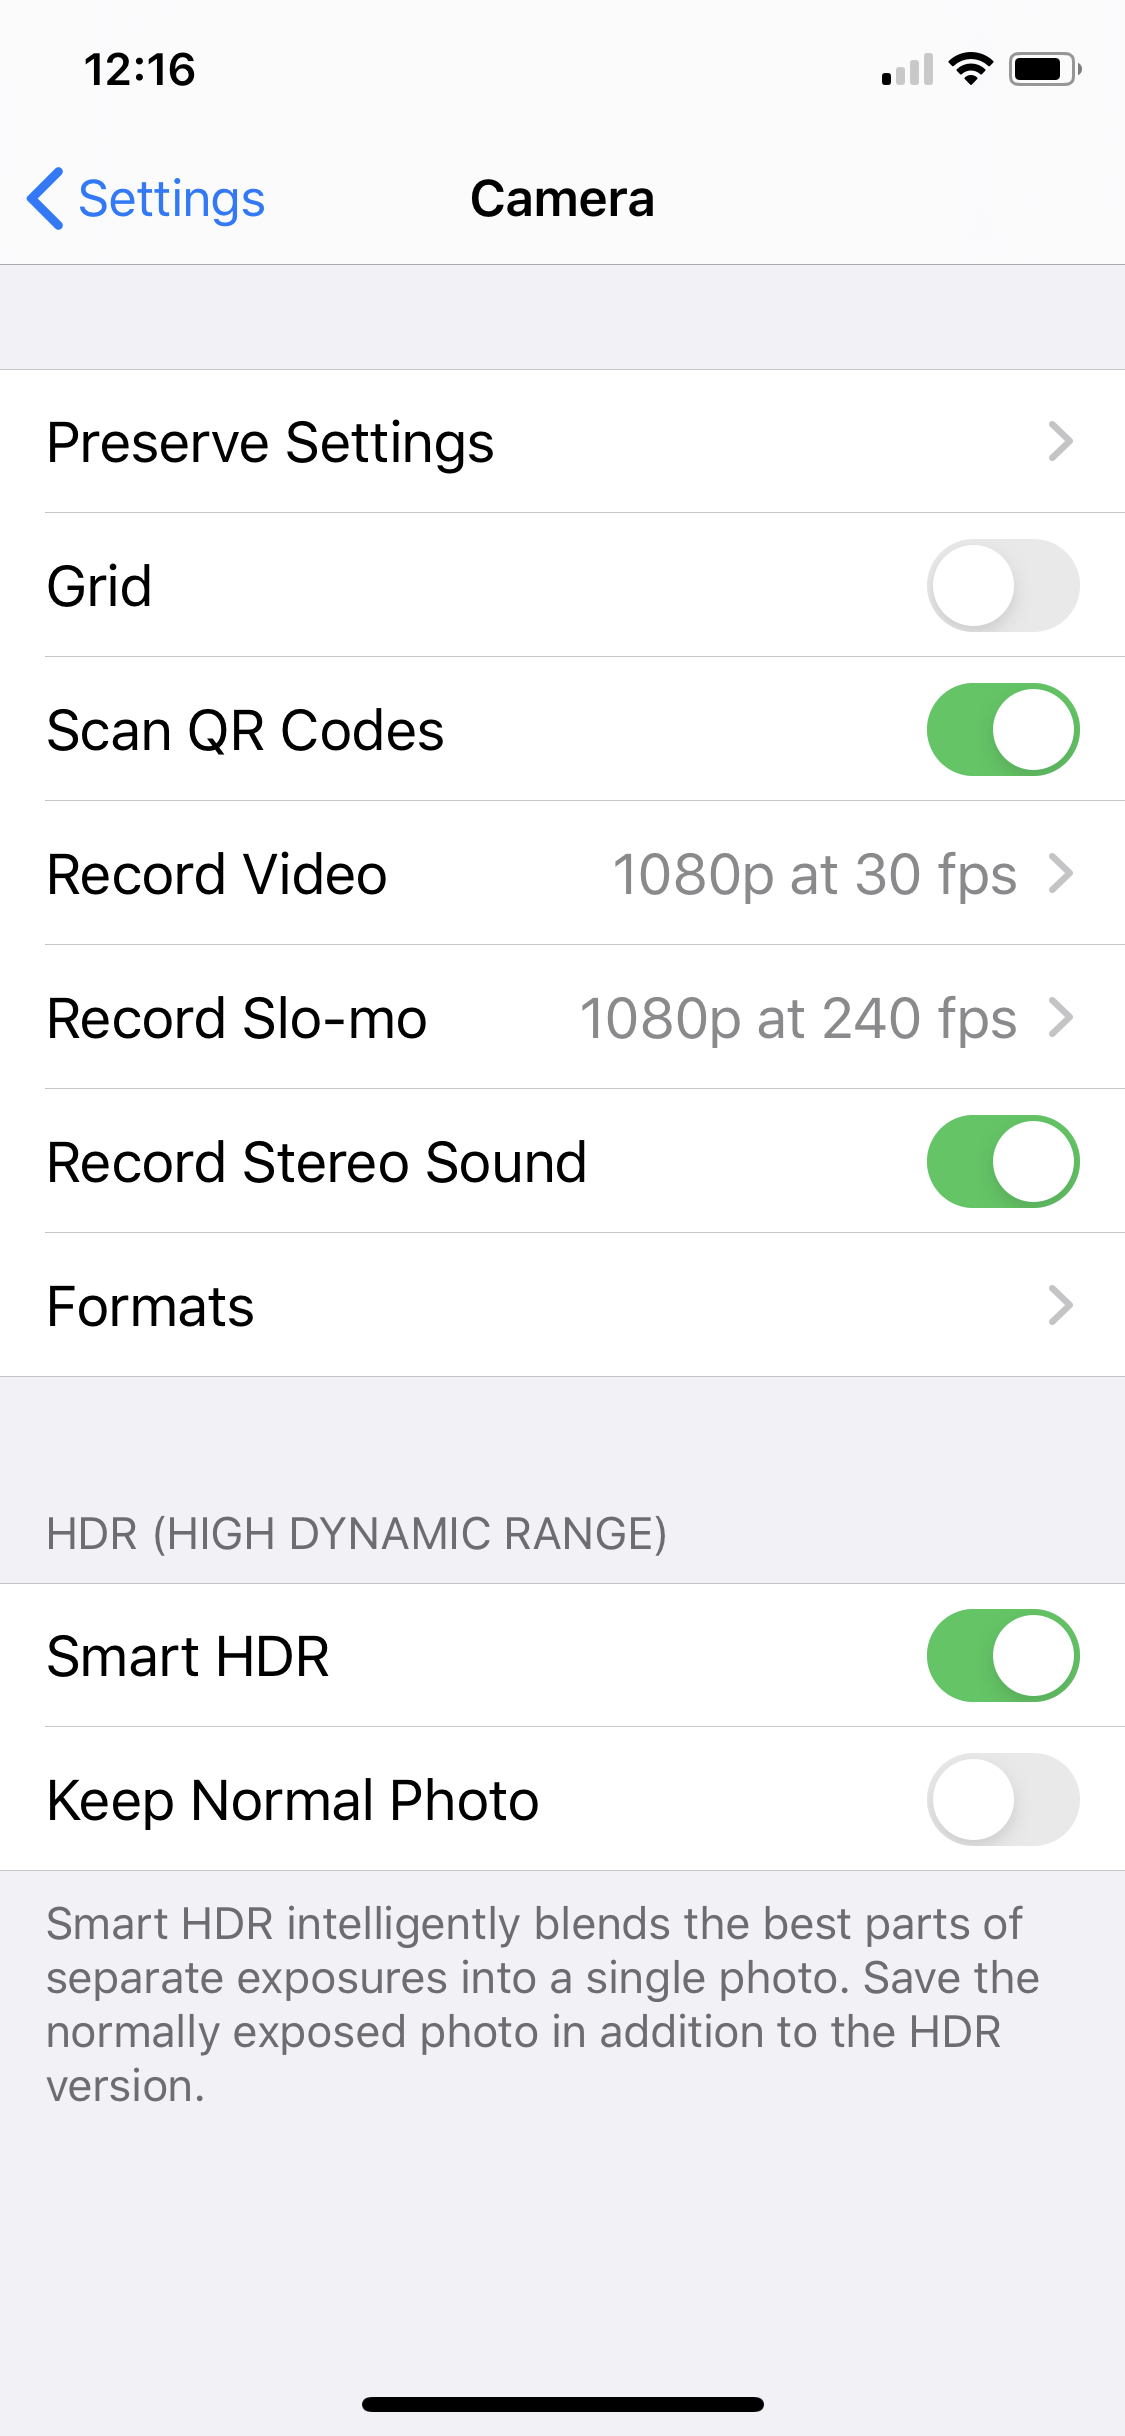 12:16
Settings
Camera
Preserve Settings
Grid
Scan QR Codes
Record Video 1080p at 30 fps
Record Slo-mo 1080p at 240 fps
Record Stereo Sound
Formats
HDR (HIGH DYNAMIC RANGE)
Smart HDR
Keep Normal Photo
Smart HDR intelligently blends the best parts of
separate exposures into a single photo. Save the
normally exposed photo in addition to the HDR
version.